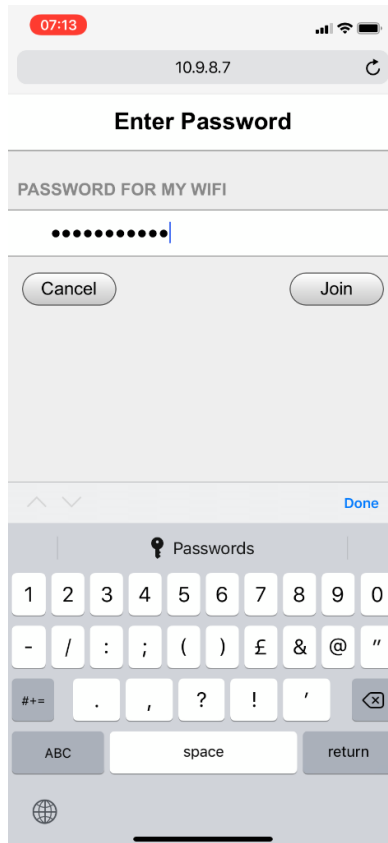 07:13
10.9.8.7
Enter Password
PASSWORD FOR MY WIFI
•••••••••••
Cancel Join
Done
Passwords
1 2 3 4 5 6 7 8 9 0
- / : ; ( ) £ & @ "
#+= . , ? ! ’
ABC space return